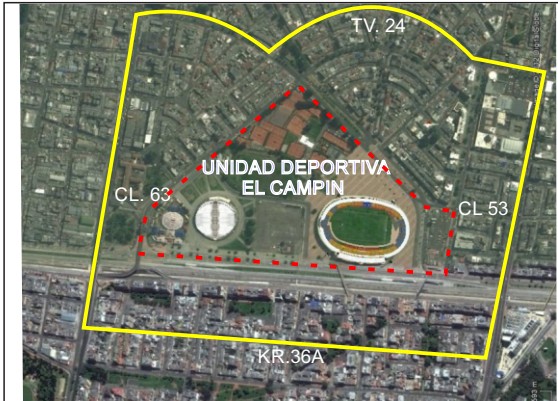 TV. 24
UNIDAD DEPORTIVA
EL CAMPIN
CL. 63
CL 53
KR.36A